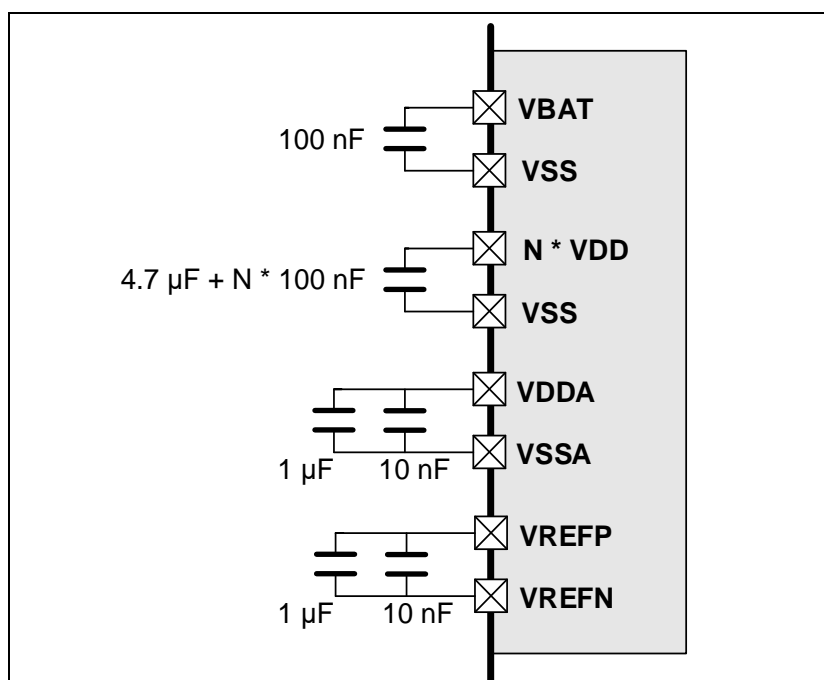 VBAT
100 nF
VSS
N * VDD
4.7 µF + N * 100 nF
VSS
VDDA
1 µF 10 nF VSSA
VREFP
1 µF 10 nF VREFN